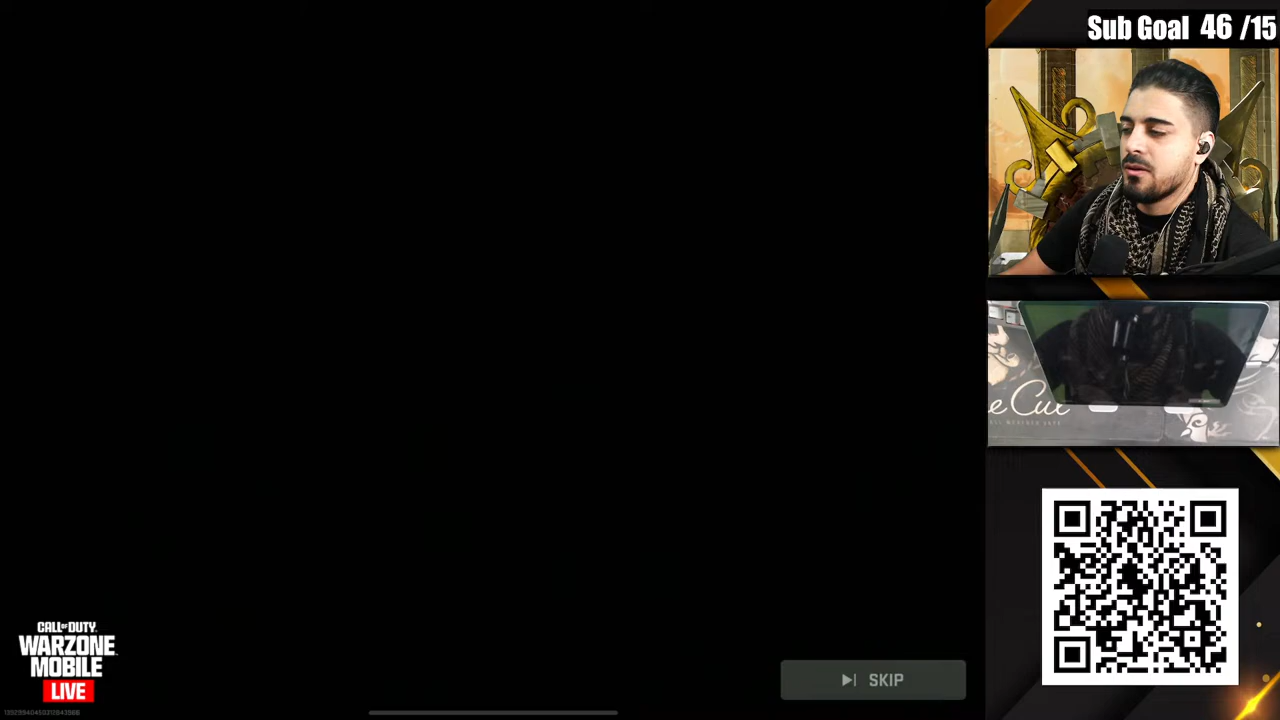 Sub Goal 46 /15
e Cut
CALL OF DUTY
WARZONE
MOBILE
LIVE
SKIP